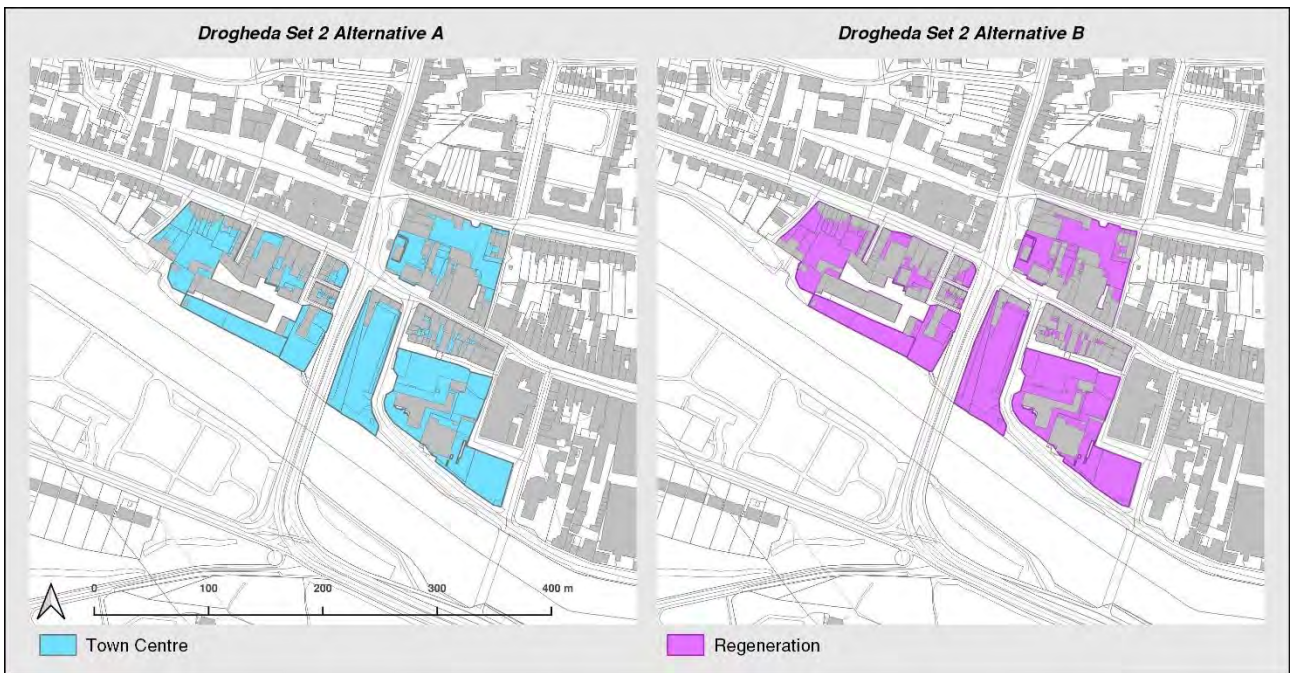 Drogheda Set 2 Alternative A
Drogheda Set 2 Alternative B
0 100 200 300 400 m
Town Centre
Regeneration